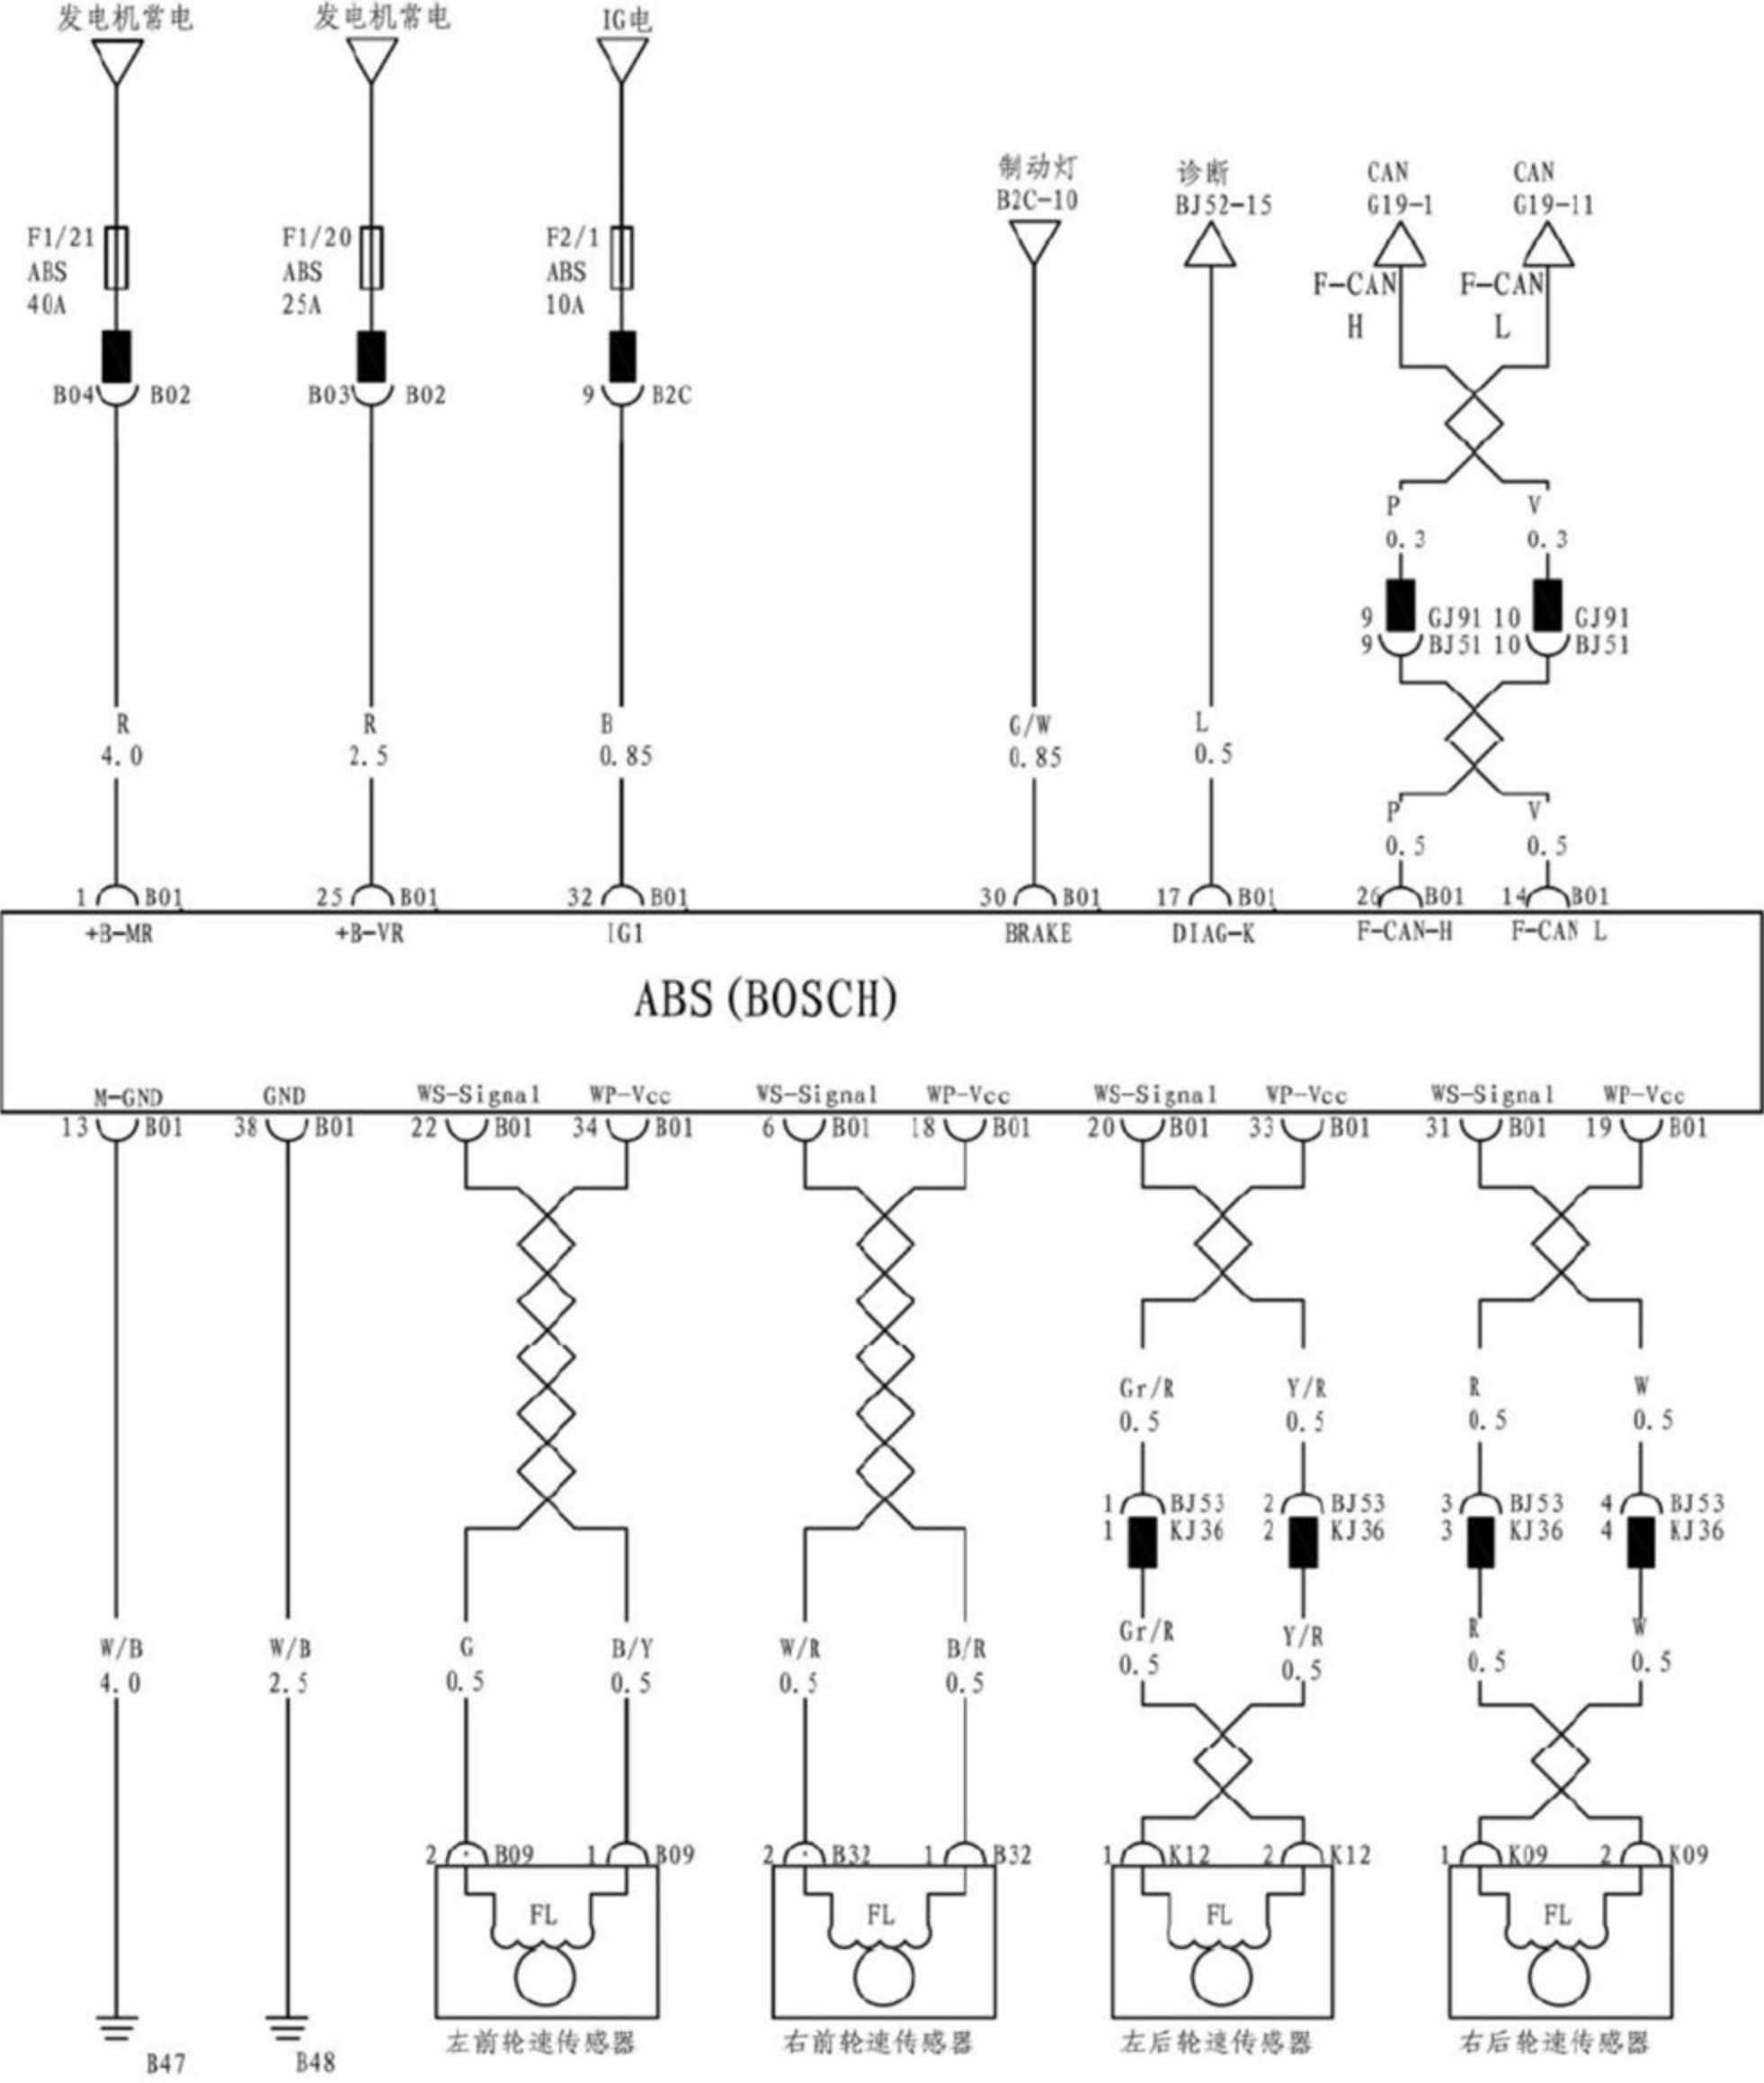 发电机常电
发电机常电
IG电
制动灯
B2C-10
诊断
BJ52-15
CAN
G19-1
CAN
G19-11
F-CAN
H
F-CAN
L
F1/21
ABS
40A
F1/20
ABS
25A
F2/1
ABS
10A
B04 B02
B03 B02
9 B2C
P
0.3
V
0.3
9 GJ91
9 BJ51
10 GJ91
10 BJ51
R
4.0
R
2.5
B
0.85
G/W
0.85
L
0.5
P
0.5
V
0.5
1 B01
25 B01
32 B01
30 B01
17 B01
26 B01
14 B01
+B-MR
+B-VR
IG1
BRAKE
DIAG-K
F-CAN-H
F-CAN L
ABS(BOSCH)
M-GND
GND
WS-Signal
WP-Vcc
WS-Signal
WP-Vcc
WS-Signal
WP-Vcc
WS-Signal
WP-Vcc
13 B01
38 B01
22 B01
34 B01
6 B01
18 B01
20 B01
33 B01
31 B01
19 B01
Gr/R
0.5
Y/R
0.5
R
0.5
W
0.5
1 BJ53
1 KJ36
2 BJ53
2 KJ36
3 BJ53
3 KJ36
4 BJ53
4 KJ36
W/B
4.0
W/B
2.5
G
0.5
B/Y
0.5
W/R
0.5
B/R
0.5
Gr/R
0.5
Y/R
0.5
R
0.5
W
0.5
2 B09
1 B09
2 B32
1 B32
1 K12
2 K12
1 K09
2 K09
FL
FL
FL
FL
左前轮速传感器
右前轮速传感器
左后轮速传感器
右后轮速传感器
B47
B48